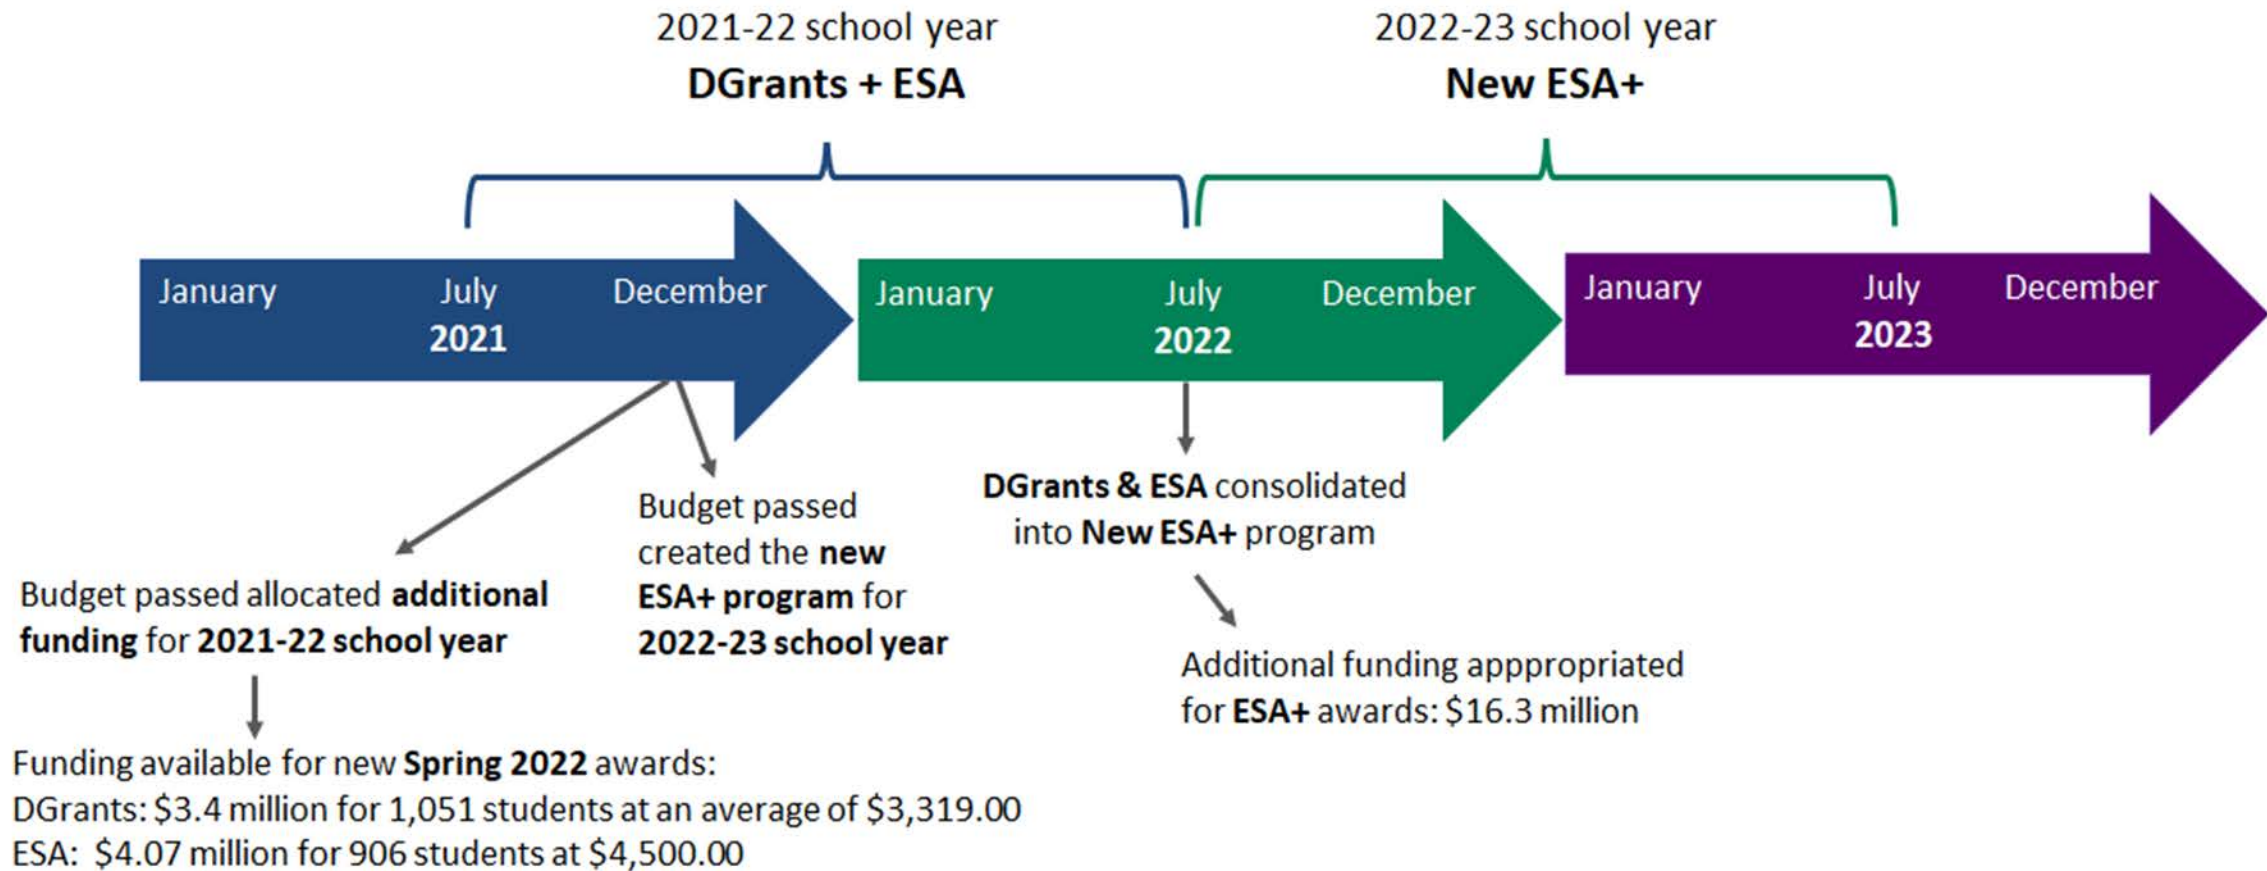 2021-22 school year
DGrants + ESA
2022-23 school year
New ESA+
January
July
2021
December
January
July
2022
December
January
July
2023
December
Budget passed allocated additional
funding for 2021-22 school year
Funding available for new Spring 2022 awards:
DGrants: $3.4 million for 1,051 students at an average of $3,319.00
ESA:  $4.07 million for 906 students at $4,500.00
Budget passed
created the new
ESA+ program for
2022-23 school year
DGrants & ESA consolidated
into New ESA+ program
Additional funding apppropriated
for ESA+ awards: $16.3 million